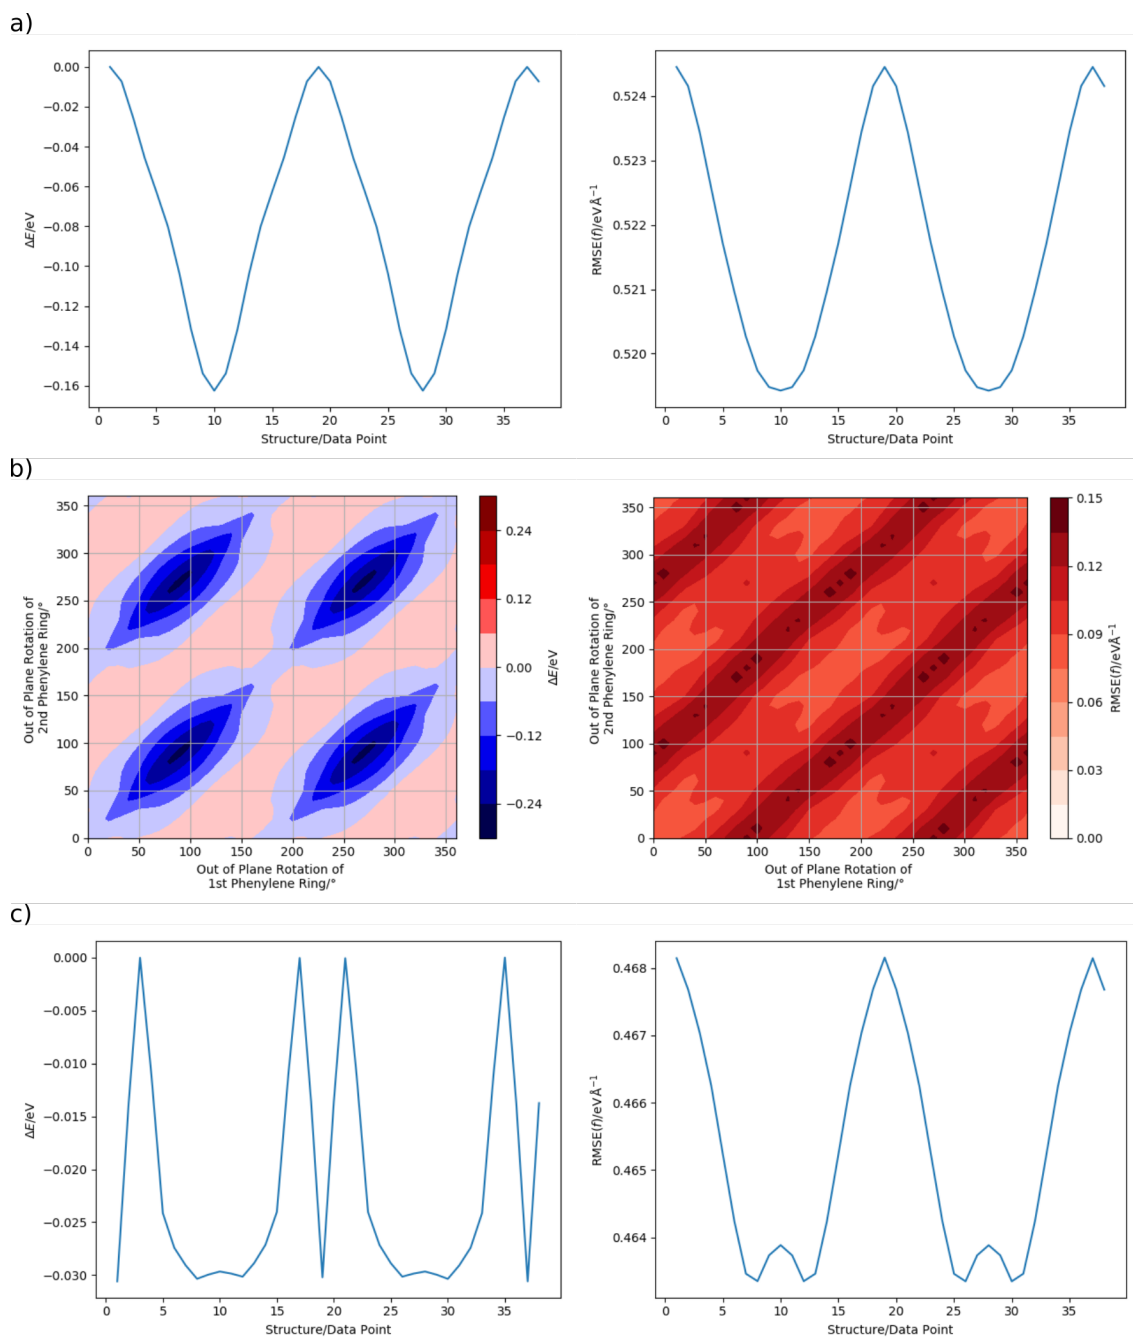 a)
0.00
−0.02
−0.04
−0.06
−0.08
−0.10
−0.12
−0.14
−0.16
ΔE/eV
0 5 10 15 20 25 30 35
Structure/Data Point
0.524
0.523
0.522
0.521
0.520
RMSE(f)/eVÅ⁻¹
0 5 10 15 20 25 30 35
Structure/Data Point
b)
350
300
250
200
150
100
50
0
Out of Plane Rotation of
2nd Phenylene Ring/°
0 50 100 150 200 250 300 350
Out of Plane Rotation of
1st Phenylene Ring/°
0.24
0.12
0.00
−0.12
−0.24
ΔE/eV
350
300
250
200
150
100
50
0
Out of Plane Rotation of
2nd Phenylene Ring/°
0 50 100 150 200 250 300 350
Out of Plane Rotation of
1st Phenylene Ring/°
0.15
0.12
0.09
0.06
0.03
0.00
RMSE(f)/eVÅ⁻¹
c)
0.000
−0.005
−0.010
−0.015
−0.020
−0.025
−0.030
ΔE/eV
0 5 10 15 20 25 30 35
Structure/Data Point
0.468
0.467
0.466
0.465
0.464
RMSE(f)/eVÅ⁻¹
0 5 10 15 20 25 30 35
Structure/Data Point